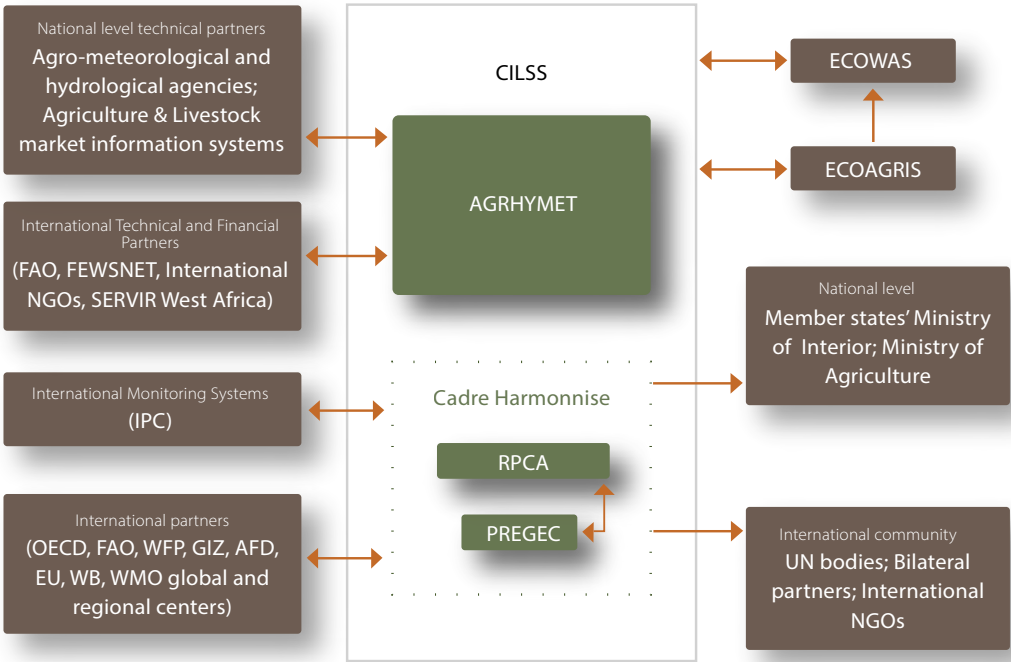 National level technical partners
Agro-meteorological and
hydrological agencies;
Agriculture & Livestock
market information systems
International Technical and Financial
Partners
(FAO, FEWSNET, International
NGOs, SERVIR West Africa)
International Monitoring Systems
(IPC)
International partners
(OECD, FAO, WFP, GIZ, AFD,
EU, WB, WMO global and
regional centers)
CILSS
AGRHYMET
Cadre Harmonnise
RPCA
PREGEC
ECOWAS
ECOAGRIS
National level
Member states’ Ministry
of Interior; Ministry of
Agriculture
International community
UN bodies; Bilateral
partners; International
NGOs